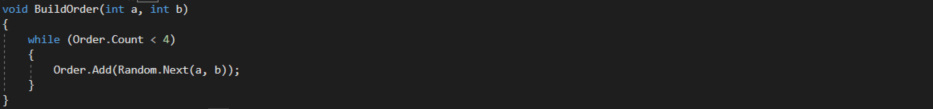 void BuildOrder(int a, int b)
{
while (Order.Count < 4)
{
Order.Add(Random.Next(a, b));
}
}